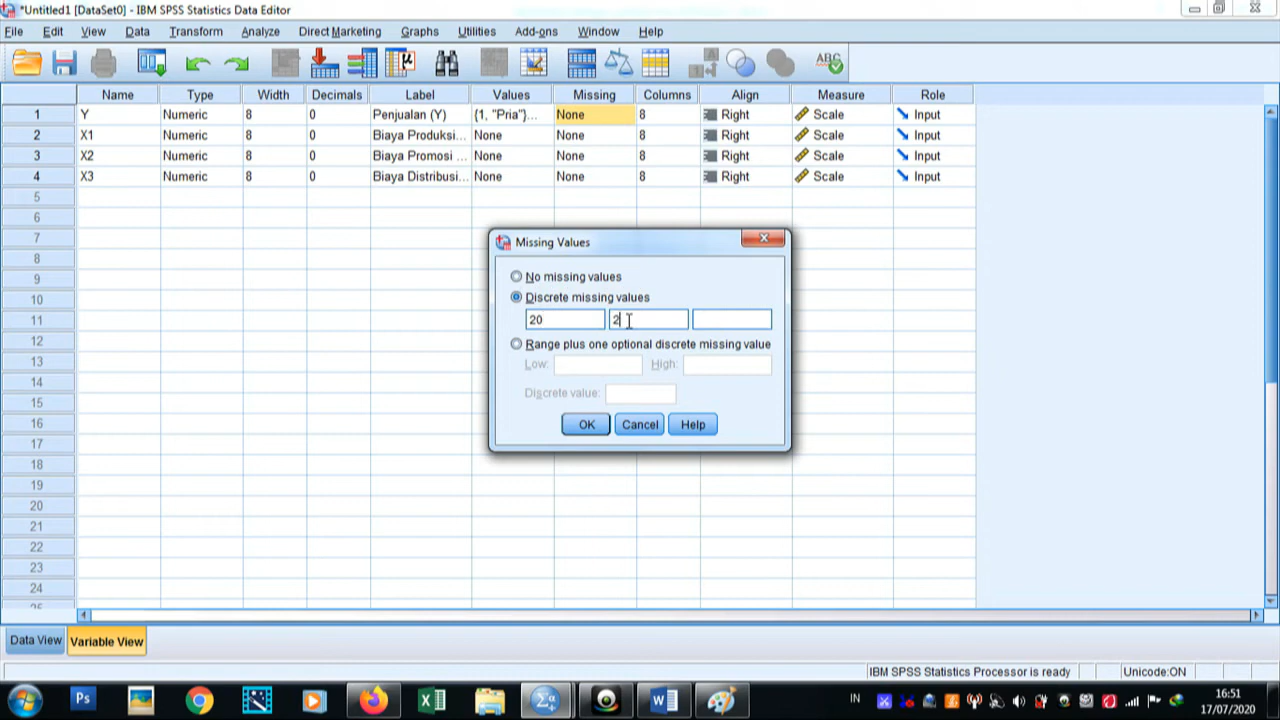 *Untitled1 [DataSet0] - IBM SPSS Statistics Data Editor
File Edit View Data Transform Analyze Direct Marketing Graphs Utilities Add-ons Window Help
Name Type Width Decimals Label Values Missing Columns Align Measure Role
1 Y Numeric 8 0 Penjualan (Y) {1, "Pria"}... None 8 Right Scale Input
2 X1 Numeric 8 0 Biaya Produksi... None None 8 Right Scale Input
3 X2 Numeric 8 0 Biaya Promosi ... None None 8 Right Scale Input
4 X3 Numeric 8 0 Biaya Distribusi... None None 8 Right Scale Input
5
6
7
8
9
10
11
12
13
14
15
16
17
18
19
20
21
22
23
24
25
Missing Values
No missing values
Discrete missing values
20 2
Range plus one optional discrete missing value
Low: High:
Discrete value:
OK Cancel Help
Data View Variable View
IBM SPSS Statistics Processor is ready Unicode:ON
Ps IN 16:51
17/07/2020